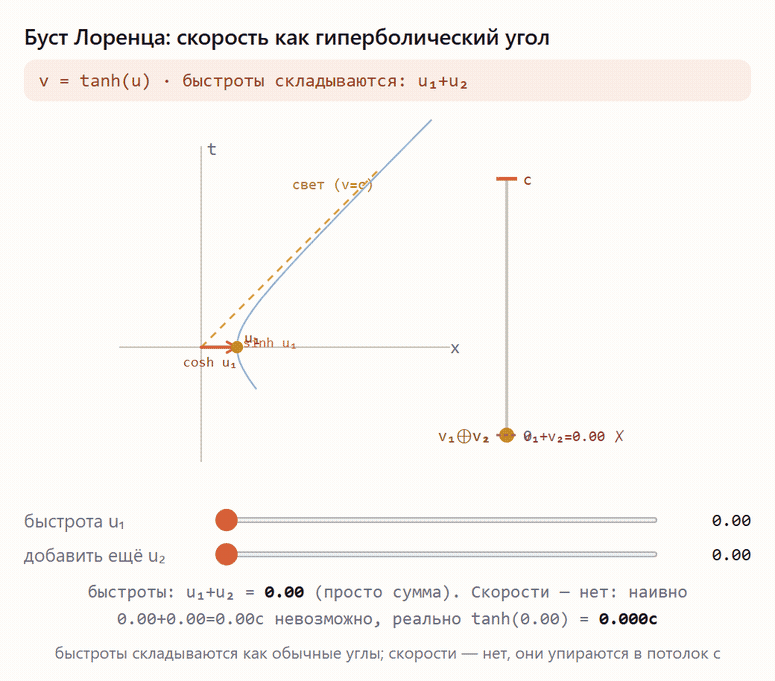 Буст Лоренца: скорость как гиперболический угол
v = tanh(u) · быстроты складываются: u₁+u₂
t
свет (v=c)
c
u₁
sinh u₁
x
cosh u₁
v₁⊕v₂
v₁+v₂=0.00 X
быстрота u₁
0.00
добавить ещё u₂
0.00
быстроты: u₁+u₂ = 0.00 (просто сумма). Скорости — нет: наивно
0.00+0.00=0.00c невозможно, реально tanh(0.00) = 0.000c
быстроты складываются как обычные углы; скорости — нет, они упираются в потолок c